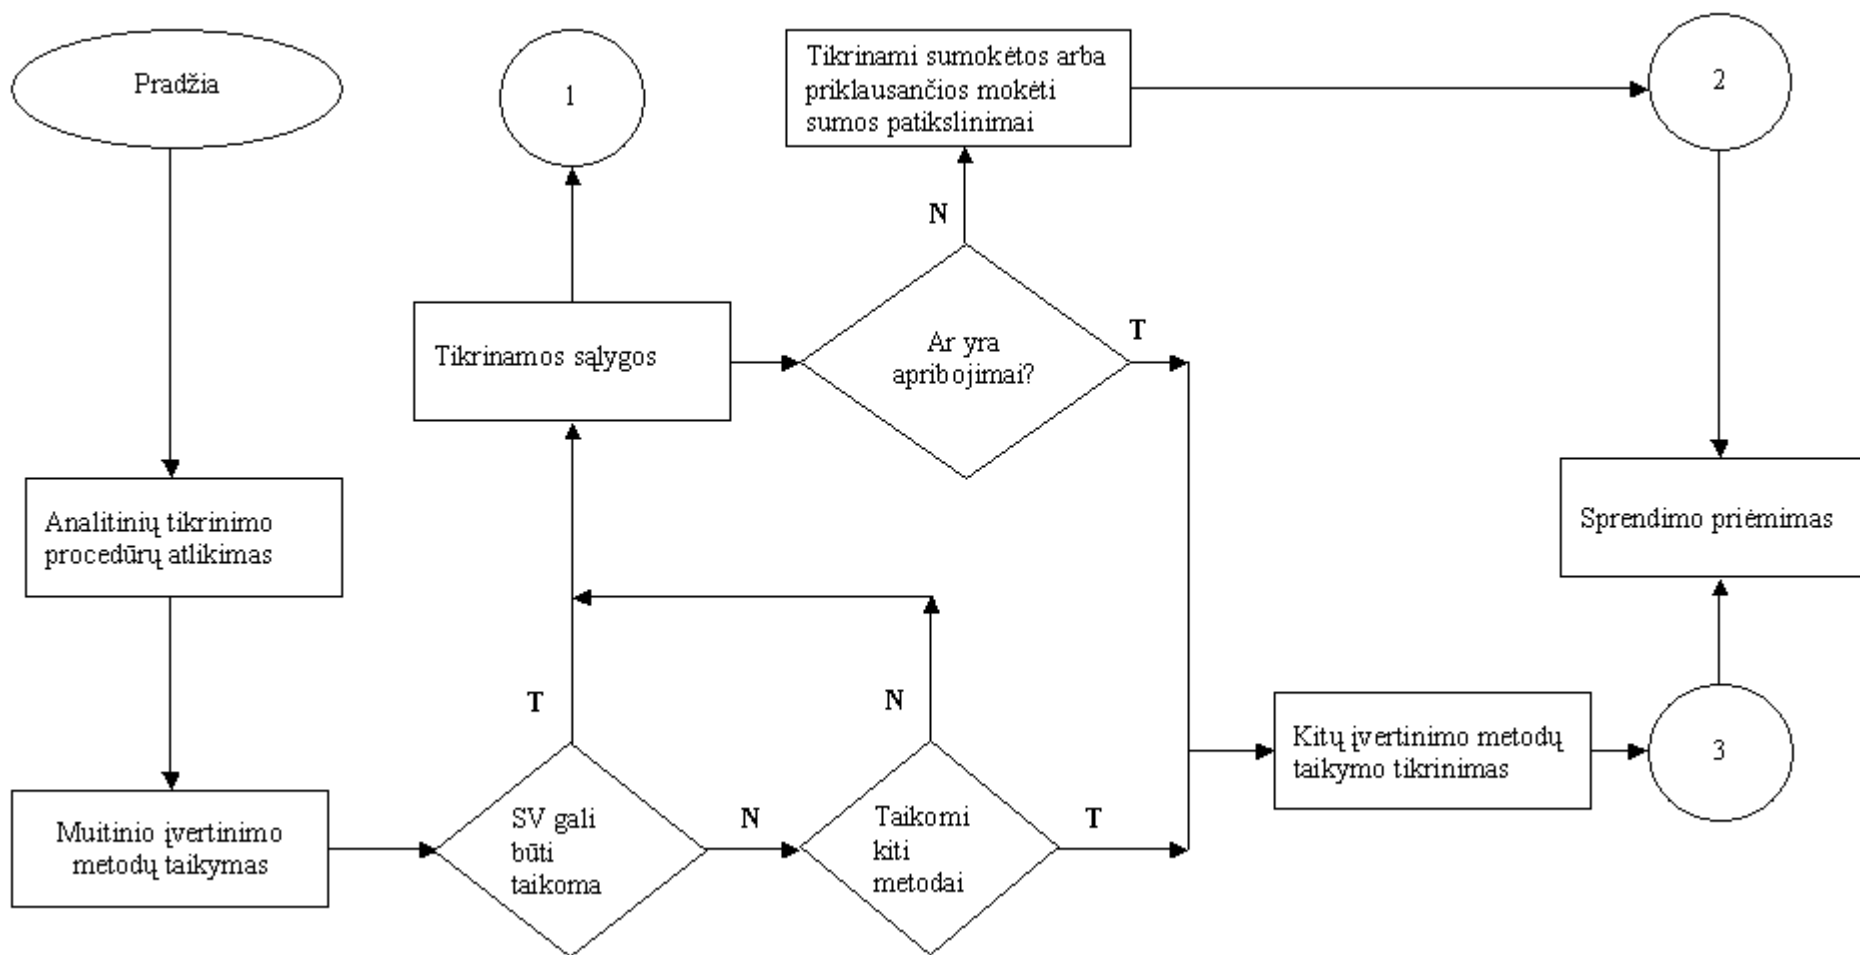 Pradžia
1
Tikrinami sumokėtos arba
priklausančios mokėti
sumos patikslinimai
2
N
Tikrinamos sąlygos
Ar yra
apribojimai?
T
Analitinių tikrinimo
procedūrų atlikimas
Sprendimo priėmimas
T
N
Kitų įvertinimo metodų
taikymo tikrinimas
3
Muitinio įvertinimo
metodų taikymas
SV gali
būti
taikoma
N
Taikomi
kiti
metodai
T